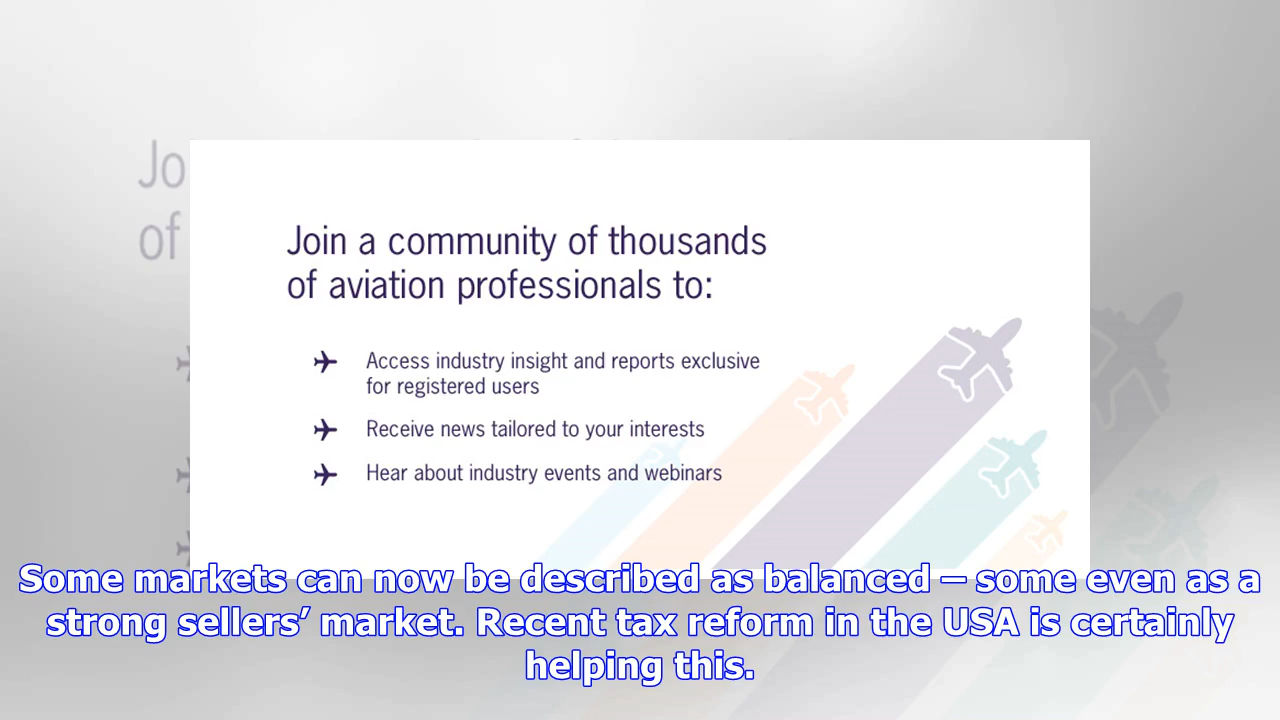 Jo
of
Join a community of thousands
of aviation professionals to:
Access industry insight and reports exclusive
for registered users
Receive news tailored to your interests
Hear about industry events and webinars
Some markets can now be described as balanced — some even as a
strong sellers’ market. Recent tax reform in the USA is certainly
helping this.